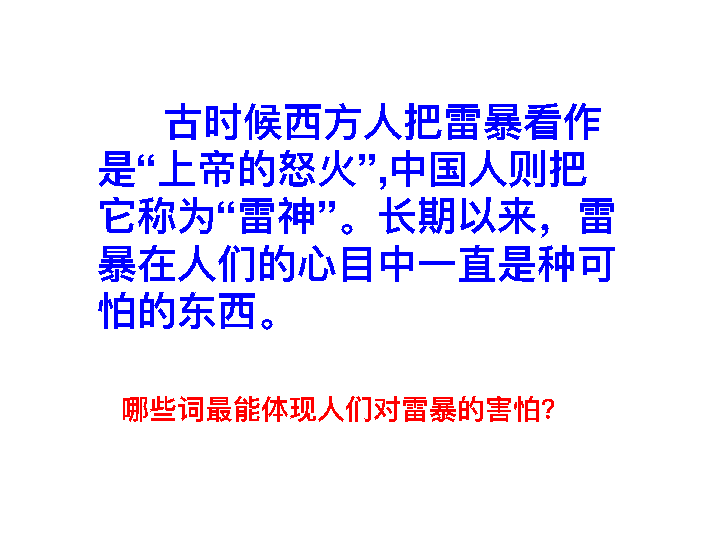 古时候西方人把雷暴看作
是“上帝的怒火”,中国人则把
它称为“雷神”。长期以来，雷
暴在人们的心目中一直是种可
怕的东西。
哪些词最能体现人们对雷暴的害怕?